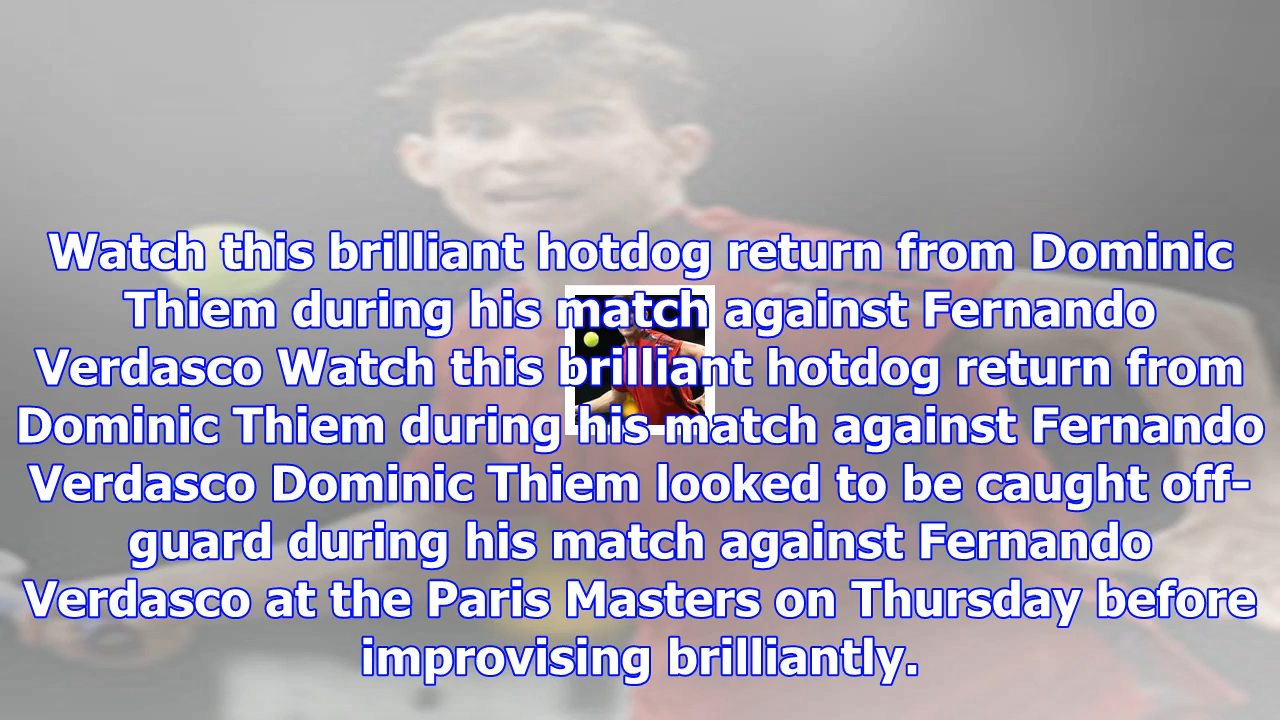 Watch this brilliant hotdog return from Dominic
Thiem during his match against Fernando
Verdasco Watch this brilliant hotdog return from
Dominic Thiem during his match against Fernando
Verdasco Dominic Thiem looked to be caught off-
guard during his match against Fernando
Verdasco at the Paris Masters on Thursday before
improvising brilliantly.